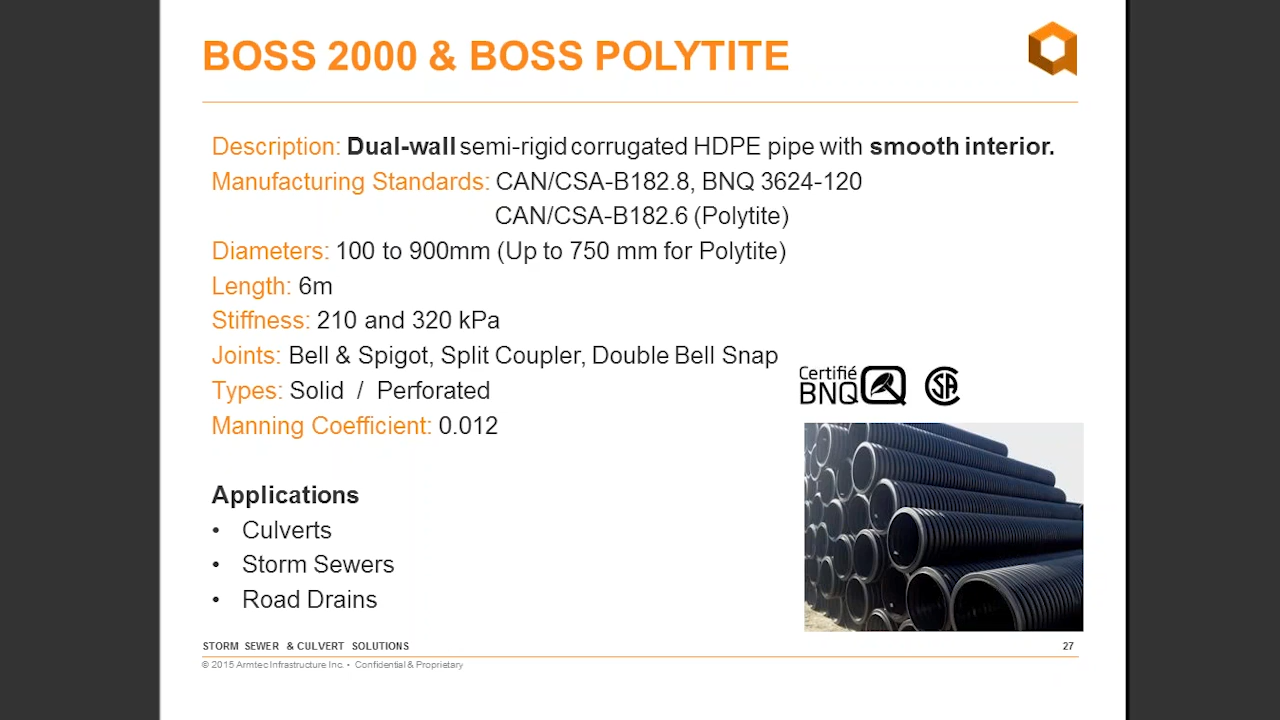 BOSS 2000 & BOSS POLYTITE
Description: Dual-wall semi-rigid corrugated HDPE pipe with smooth interior.
Manufacturing Standards: CAN/CSA-B182.8, BNQ 3624-120
CAN/CSA-B182.6 (Polytite)
Diameters: 100 to 900mm (Up to 750 mm for Polytite)
Length: 6m
Stiffness: 210 and 320 kPa
Joints: Bell & Spigot, Split Coupler, Double Bell Snap
Types: Solid / Perforated
Manning Coefficient: 0.012
Certifié
BNQ
SA
Applications
• Culverts
• Storm Sewers
• Road Drains
STORM SEWER & CULVERT SOLUTIONS
27
© 2015 Armtec Infrastructure Inc. • Confidential & Proprietary